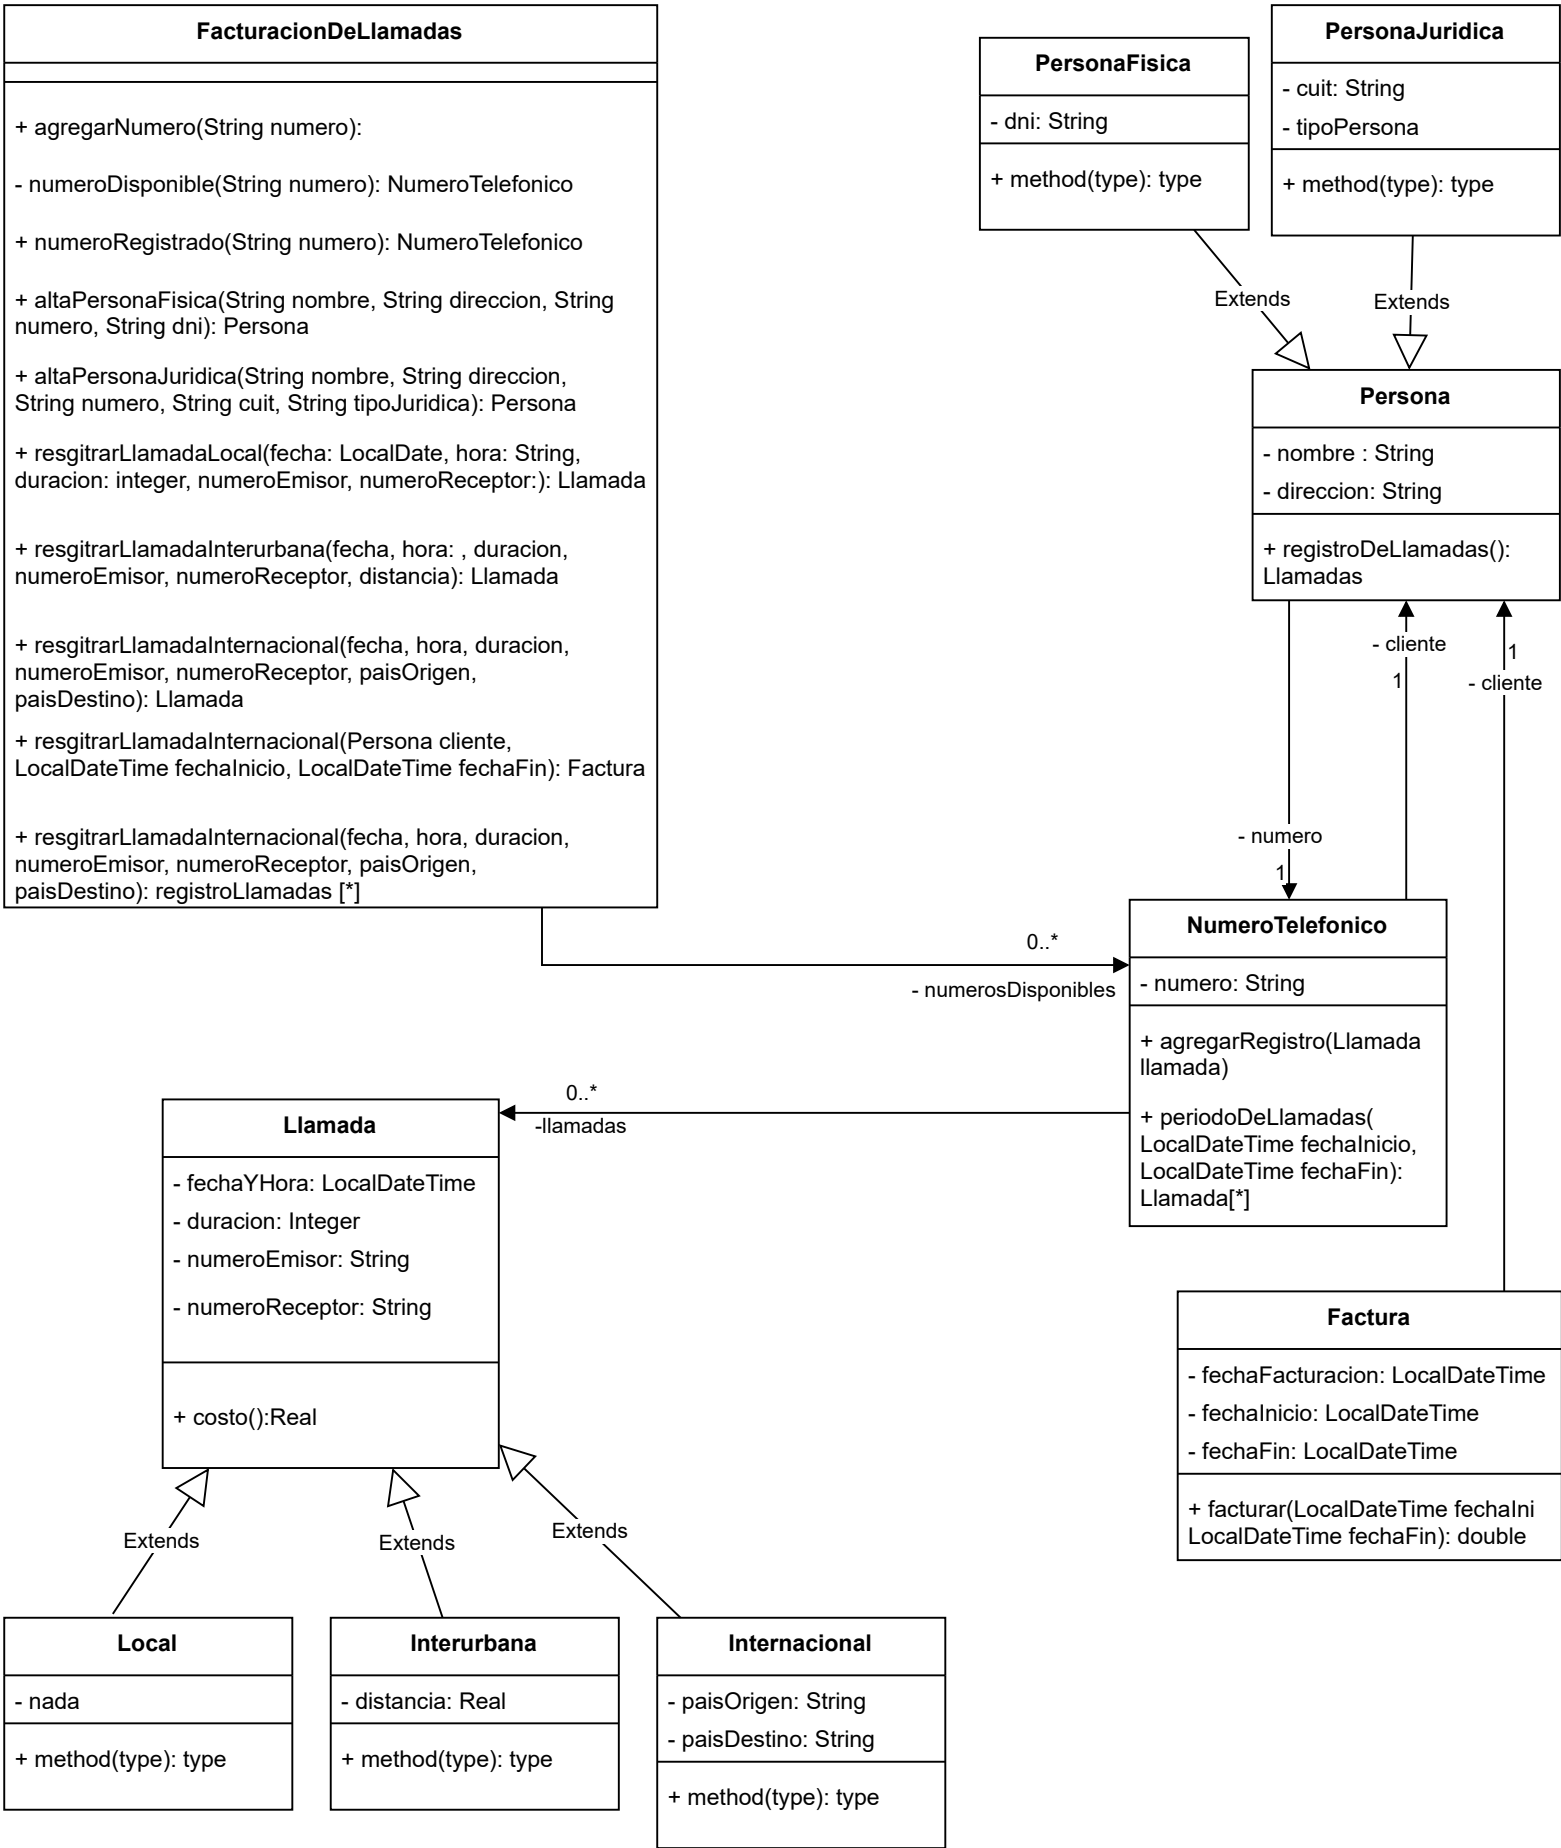 FacturacionDeLlamadas
+ agregarNumero(String numero):
- numeroDisponible(String numero): NumeroTelefonico
+ numeroRegistrado(String numero): NumeroTelefonico
+ altaPersonaFisica(String nombre, String direccion, String
numero, String dni): Persona
+ altaPersonaJuridica(String nombre, String direccion,
String numero, String cuit, String tipoJuridica): Persona
+ resgitrarLlamadaLocal(fecha: LocalDate, hora: String,
duracion: integer, numeroEmisor, numeroReceptor:): Llamada
+ resgitrarLlamadaInterurbana(fecha, hora: , duracion,
numeroEmisor, numeroReceptor, distancia): Llamada
+ resgitrarLlamadaInternacional(fecha, hora, duracion,
numeroEmisor, numeroReceptor, paisOrigen,
paisDestino): Llamada
+ resgitrarLlamadaInternacional(Persona cliente,
LocalDateTime fechaInicio, LocalDateTime fechaFin): Factura
+ resgitrarLlamadaInternacional(fecha, hora, duracion,
numeroEmisor, numeroReceptor, paisOrigen,
paisDestino): registroLlamadas [*]
PersonaFisica
- dni: String
+ method(type): type
PersonaJuridica
- cuit: String
- tipoPersona
+ method(type): type
Extends
Extends
Persona
- nombre : String
- direccion: String
+ registroDeLlamadas():
Llamadas
- cliente
1
1
- cliente
- numero
1
0..*
- numerosDisponibles
NumeroTelefonico
- numero: String
+ agregarRegistro(Llamada
llamada)
+ periodoDeLlamadas(
LocalDateTime fechaInicio,
LocalDateTime fechaFin):
Llamada[*]
0..*
-llamadas
Llamada
- fechaYHora: LocalDateTime
- duracion: Integer
- numeroEmisor: String
- numeroReceptor: String
+ costo():Real
Factura
- fechaFacturacion: LocalDateTime
- fechaInicio: LocalDateTime
- fechaFin: LocalDateTime
+ facturar(LocalDateTime fechaIni
LocalDateTime fechaFin): double
Extends
Extends
Extends
Local
- nada
+ method(type): type
Interurbana
- distancia: Real
+ method(type): type
Internacional
- paisOrigen: String
- paisDestino: String
+ method(type): type